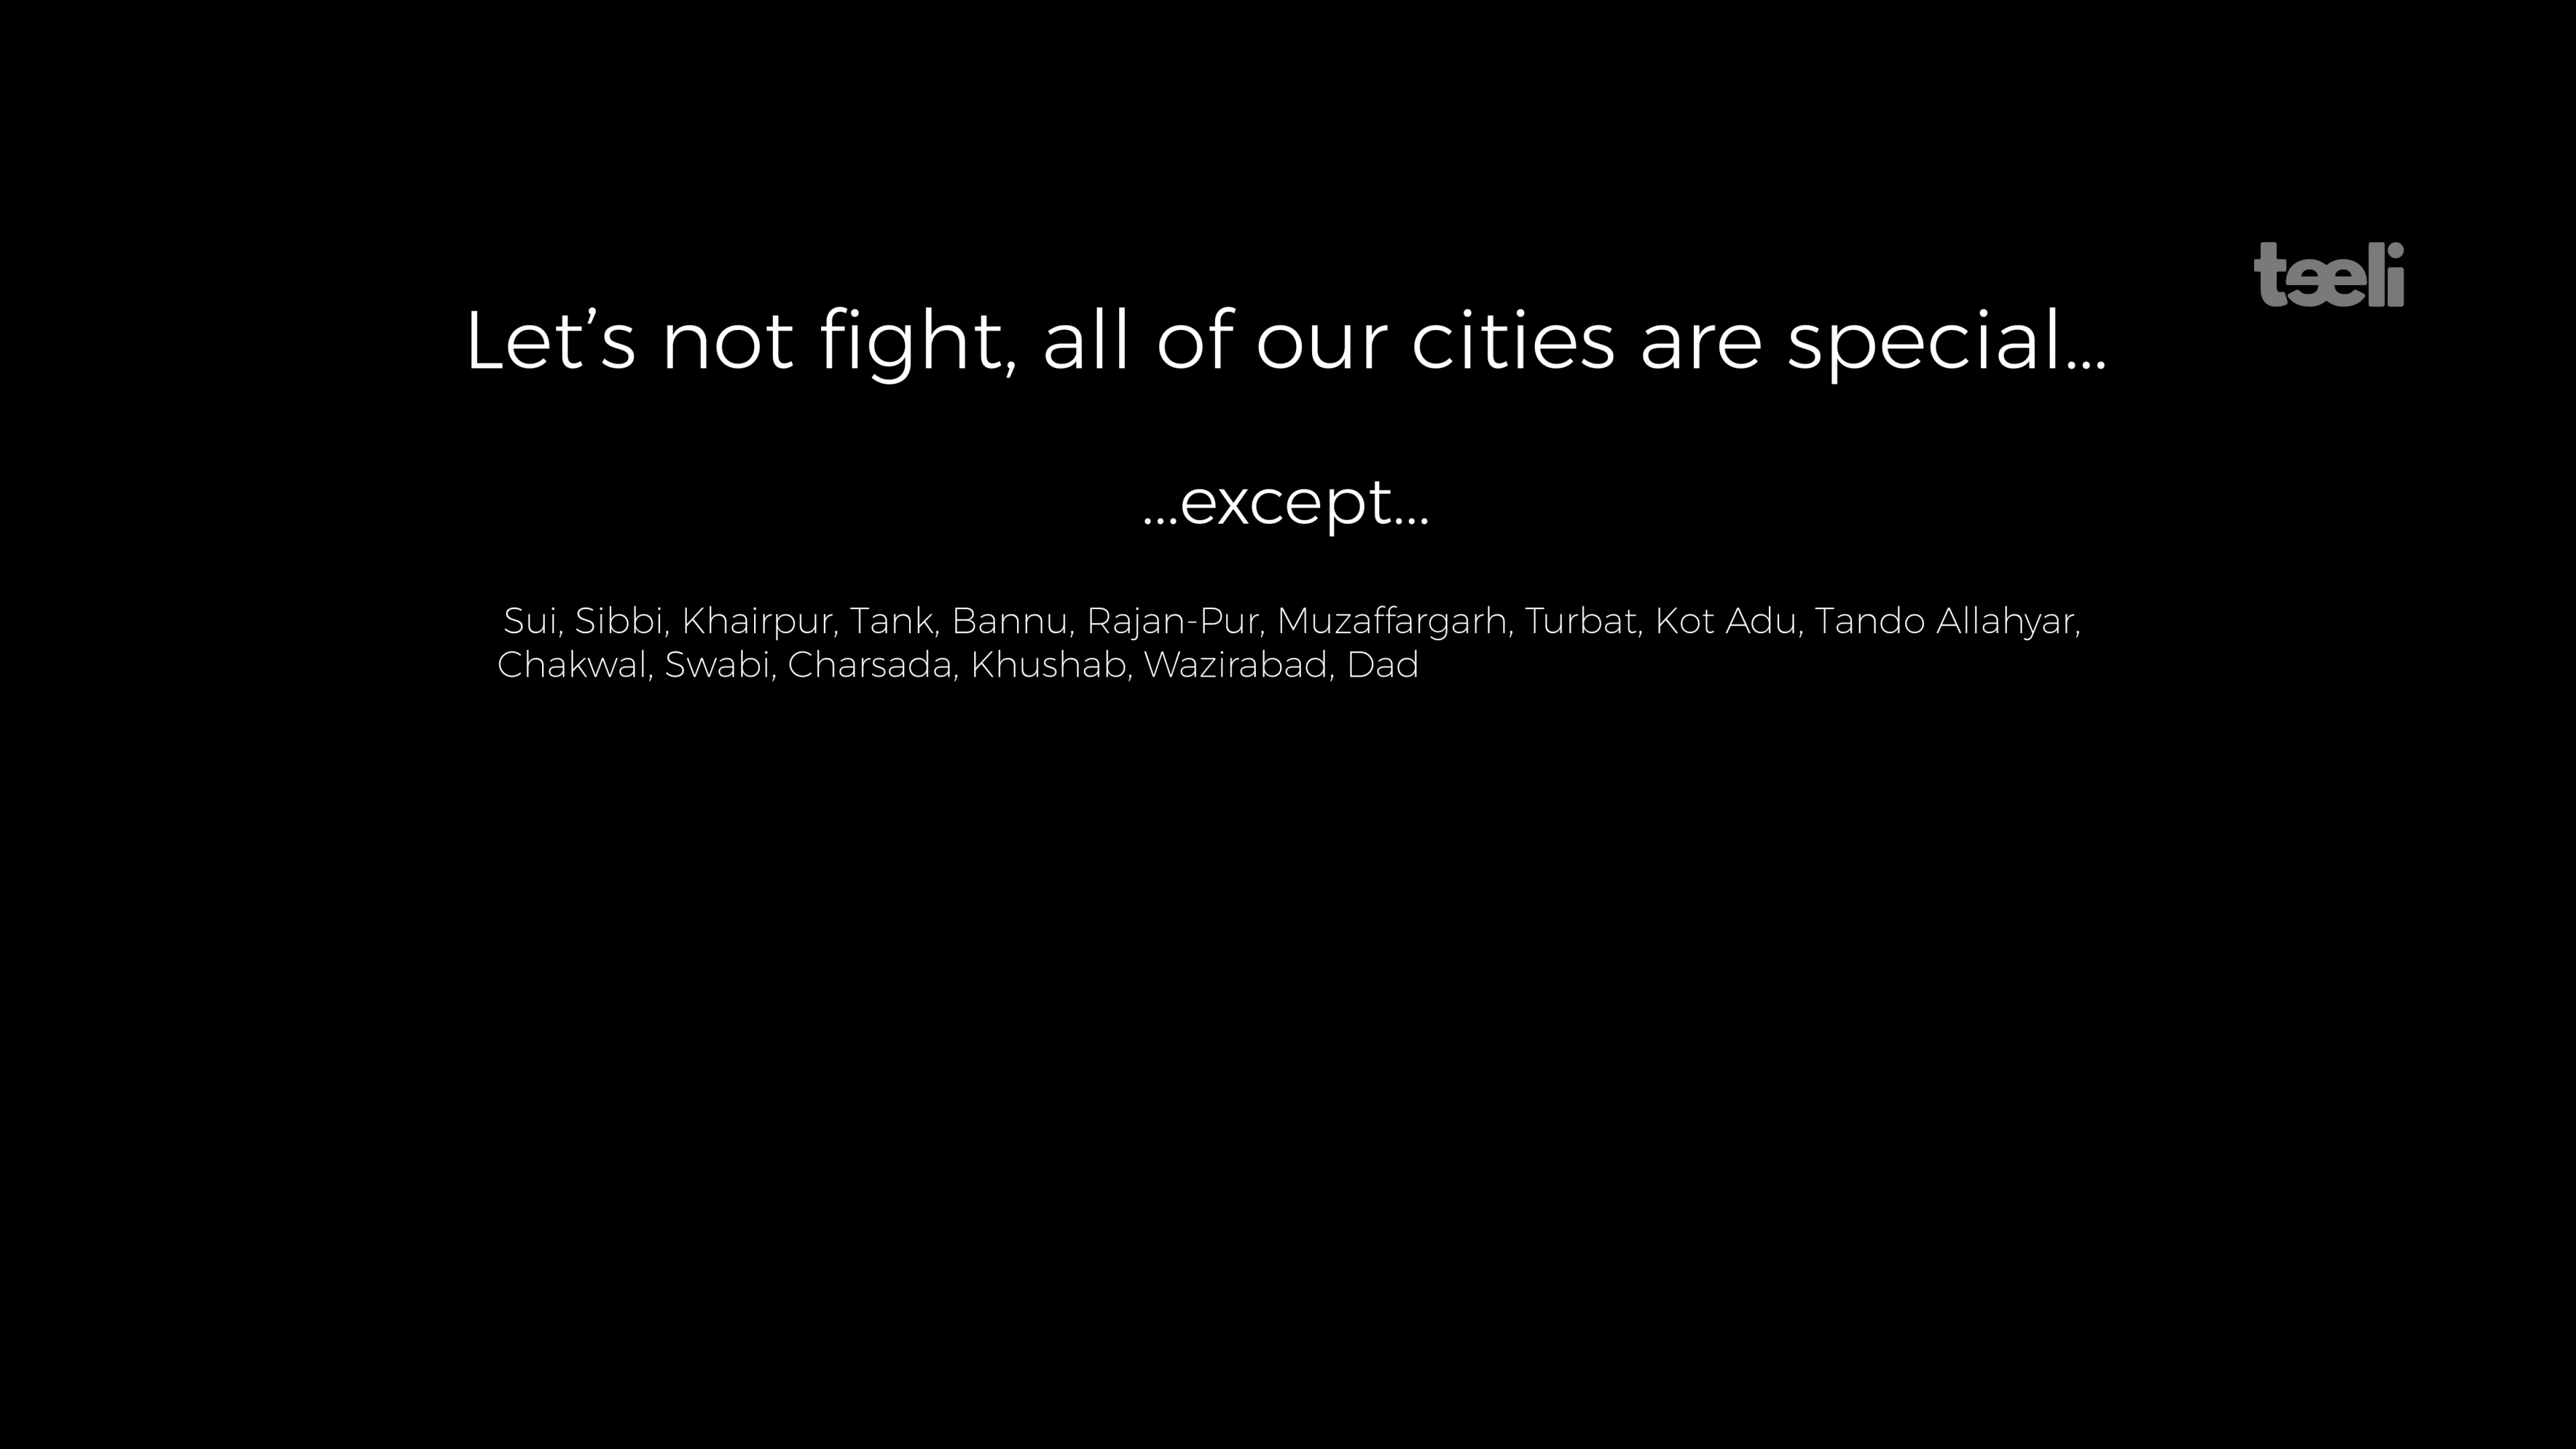 teeli
Let’s not fight, all of our cities are special...
...except...
Sui, Sibbi, Khairpur, Tank, Bannu, Rajan-Pur, Muzaffargarh, Turbat, Kot Adu, Tando Allahyar,
Chakwal, Swabi, Charsada, Khushab, Wazirabad, Dad